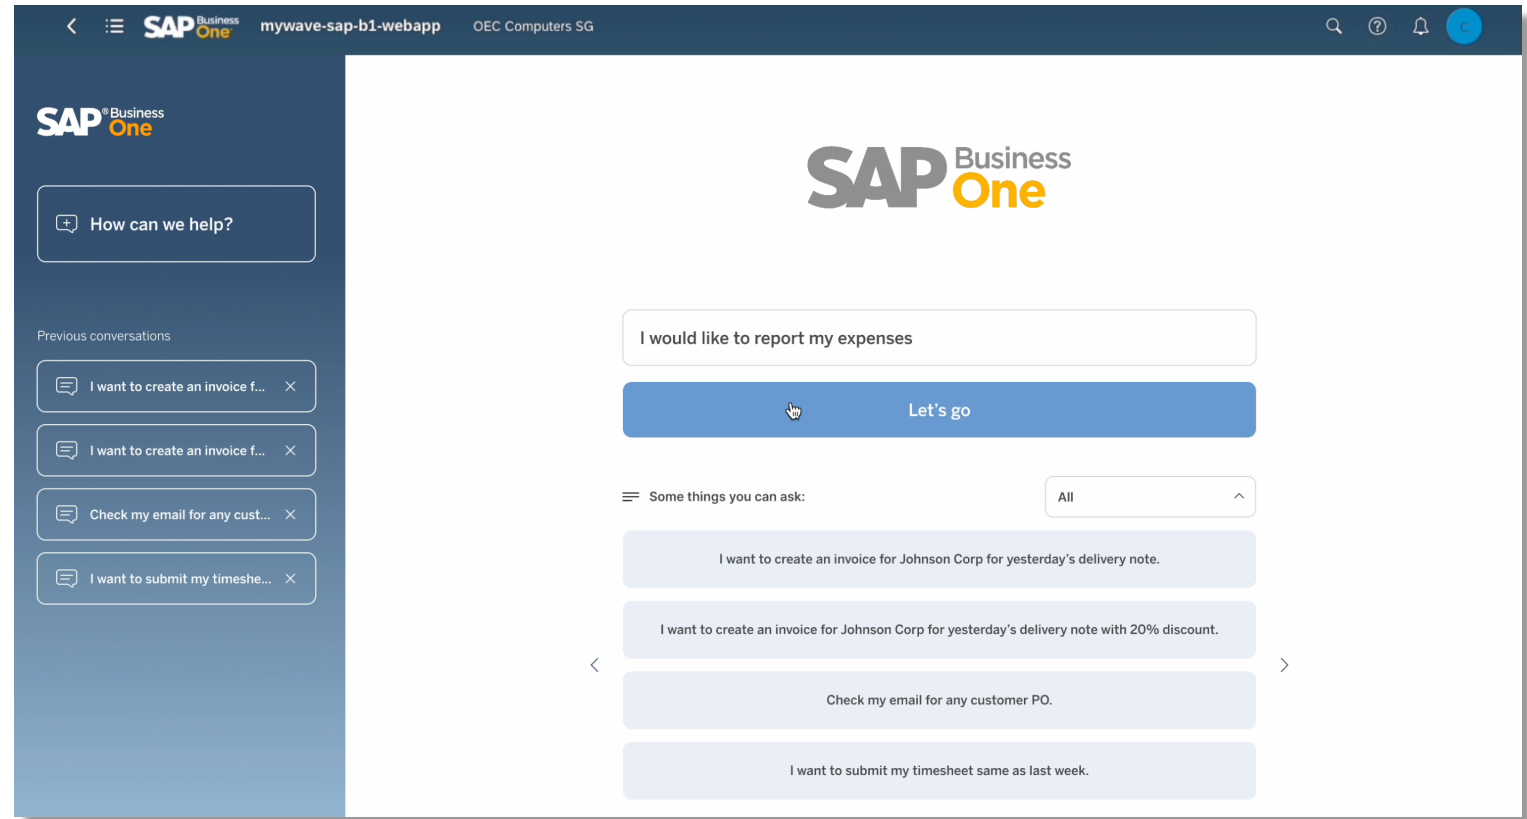 SAP Business One mywave-sap-b1-webapp OEC Computers SG
C
SAP® Business One
How can we help?
Previous conversations
I want to create an invoice f...
I want to create an invoice f...
Check my email for any cust...
I want to submit my timeshe...
SAP Business One
I would like to report my expenses
Let's go
Some things you can ask:
All
I want to create an invoice for Johnson Corp for yesterday's delivery note.
I want to create an invoice for Johnson Corp for yesterday's delivery note with 20% discount.
Check my email for any customer PO.
I want to submit my timesheet same as last week.